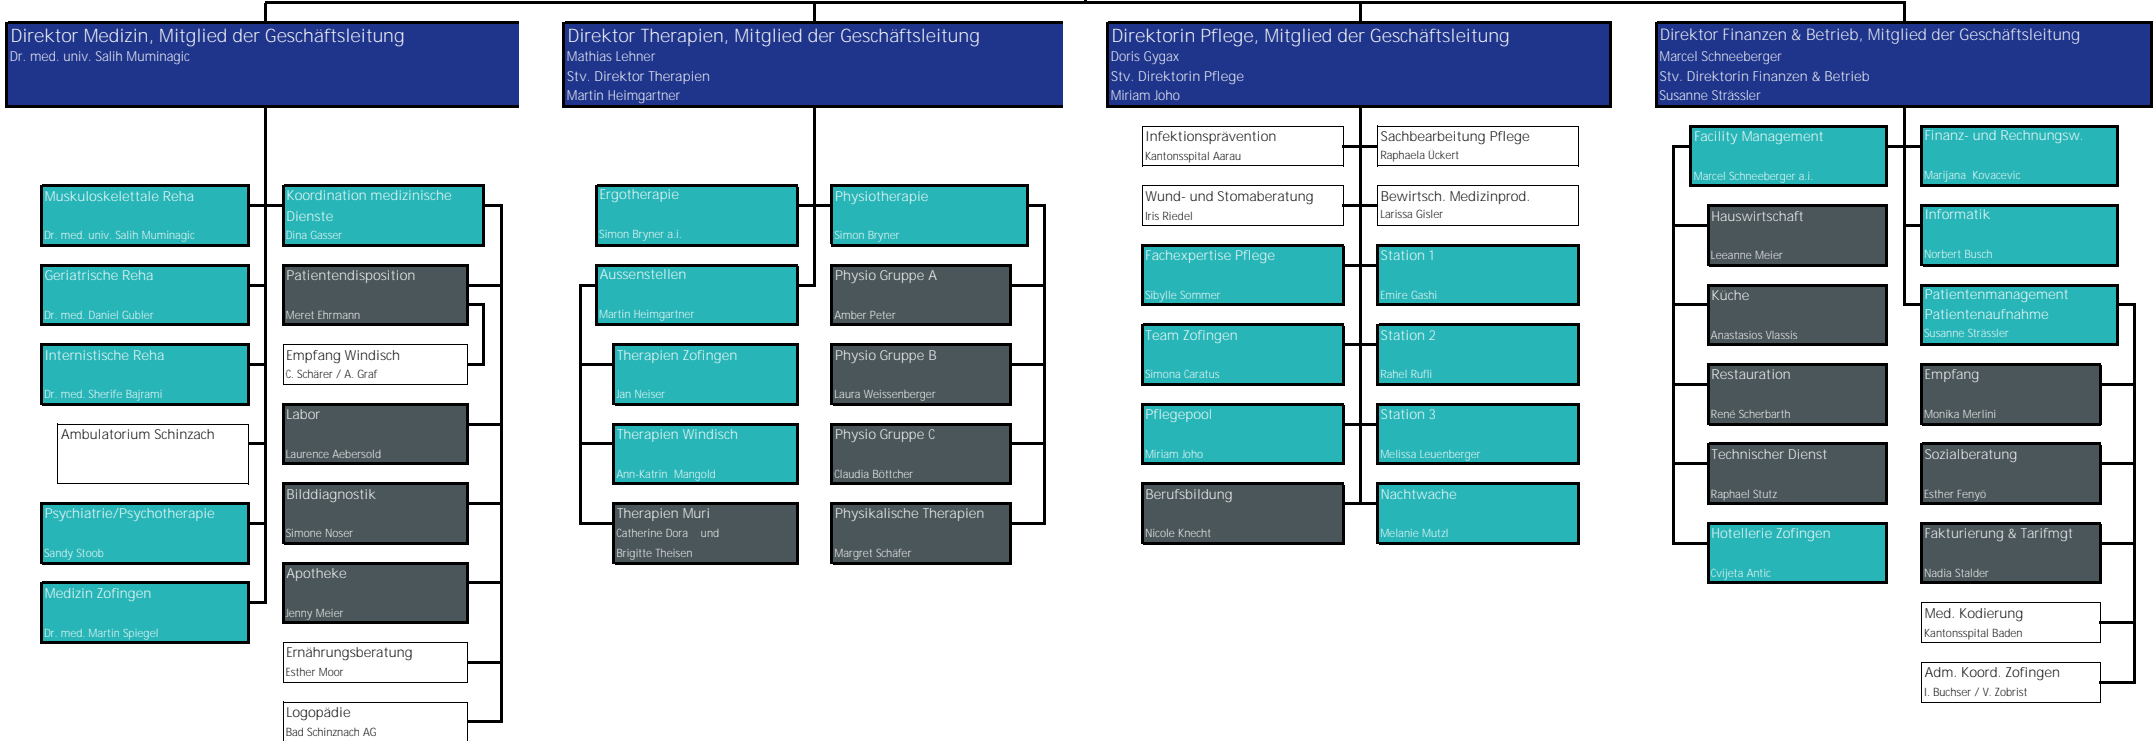 Direktor Medizin, Mitglied der Geschäftsleitung
Dr. med. univ. Salih Muminagic
Muskuloskelettale Reha
Dr. med. univ. Salih Muminagic
Geriatrische Reha
Dr. med. Daniel Gubler
Internistische Reha
Dr. med. Sherife Bajrami
Ambulatorium Schinzach
Psychiatrie/Psychotherapie
Sandy Stoob
Medizin Zofingen
Dr. med. Martin Spiegel
Koordination medizinische
Dienste
Dina Gasser
Patientendisposition
Meret Ehrmann
Empfang Windisch
C. Schärer / A. Graf
Labor
Laurence Aebersold
Bilddiagnostik
Simone Noser
Apotheke
Jenny Meier
Ernährungsberatung
Esther Moor
Logopädie
Bad Schinznach AG
Direktor Therapien, Mitglied der Geschäftsleitung
Mathias Lehner
Stv. Direktor Therapien
Martin Heimgartner
Ergotherapie
Simon Bryner a.i.
Aussenstellen
Martin Heimgartner
Therapien Zofingen
Jan Neiser
Therapien Windisch
Ann-Katrin Mangold
Therapien Muri
Catherine Dora und
Brigitte Theisen
Physiotherapie
Simon Bryner
Physio Gruppe A
Amber Peter
Physio Gruppe B
Laura Weissenberger
Physio Gruppe C
Claudia Böttcher
Physikalische Therapien
Margret Schäfer
Direktorin Pflege, Mitglied der Geschäftsleitung
Doris Gygax
Stv. Direktorin Pflege
Miriam Joho
Infektionsprävention
Kantonsspital Aarau
Wund- und Stomaberatung
Iris Riedel
Fachexpertise Pflege
Sibylle Sommer
Team Zofingen
Simona Caratus
Pflegepool
Miriam Joho
Berufsbildung
Nicole Knecht
Sachbearbeitung Pflege
Raphaela Ückert
Bewirtsch. Medizinprod.
Larissa Gisler
Station 1
Emire Gashi
Station 2
Rahel Rufli
Station 3
Melissa Leuenberger
Nachtwache
Melanie Mutzl
Direktor Finanzen & Betrieb, Mitglied der Geschäftsleitung
Marcel Schneeberger
Stv. Direktorin Finanzen & Betrieb
Susanne Strässler
Facility Management
Marcel Schneeberger a.i.
Hauswirtschaft
Leeanne Meier
Küche
Anastasios Vlassis
Restauration
René Scherbarth
Technischer Dienst
Raphael Stutz
Hotellerie Zofingen
Cvijeta Antic
Finanz- und Rechnungsw.
Marijana Kovacevic
Informatik
Norbert Busch
Patientenmanagement
Patientenaufnahme
Susanne Strässler
Empfang
Monika Merlini
Sozialberatung
Esther Fenyö
Fakturierung & Tarifmgt
Nadia Stalder
Med. Kodierung
Kantonsspital Baden
Adm. Koord. Zofingen
I. Buchser / V. Zobrist